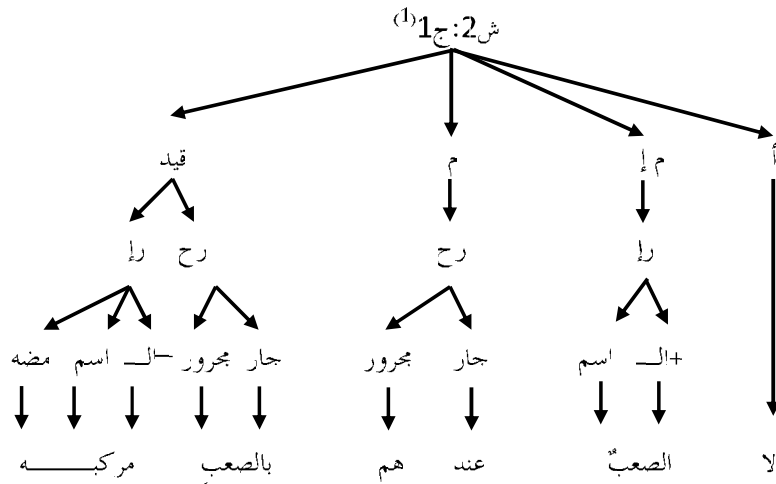 ش2:ج1(1)
أ م إ م قيد
رإ رح رح رإ
+الـ اسم جار مجرور جار مجرور –الـ اسم مضه
لا الصعبٌ عند هم بالصعبِ مركبــــــه